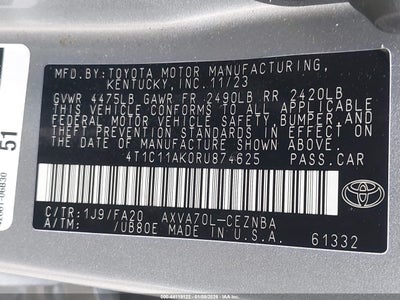 MFD.BY:TOYOTA MOTOR MANUFACTURING,
KENTUCKY,INC.11/23
GVWR 4475LB GAWR FR 2490LB RR 2420LB
THIS VEHICLE CONFORMS TO ALL APPLICABLE
FEDERAL MOTOR VEHICLE SAFETY,BUMPER,AND
THEFT PREVENTION STANDARDS IN EFFECT ON
THE DATE OF MANUFACTURE SHOWN ABOVE.
4T1C11AK0RU874625 PASS.CAR
C/TR:1J9/FA20 AXVA70L-CEZNBA
A/TM: /UB80E MADE IN U.S.A.
61332
TOYOTA
51